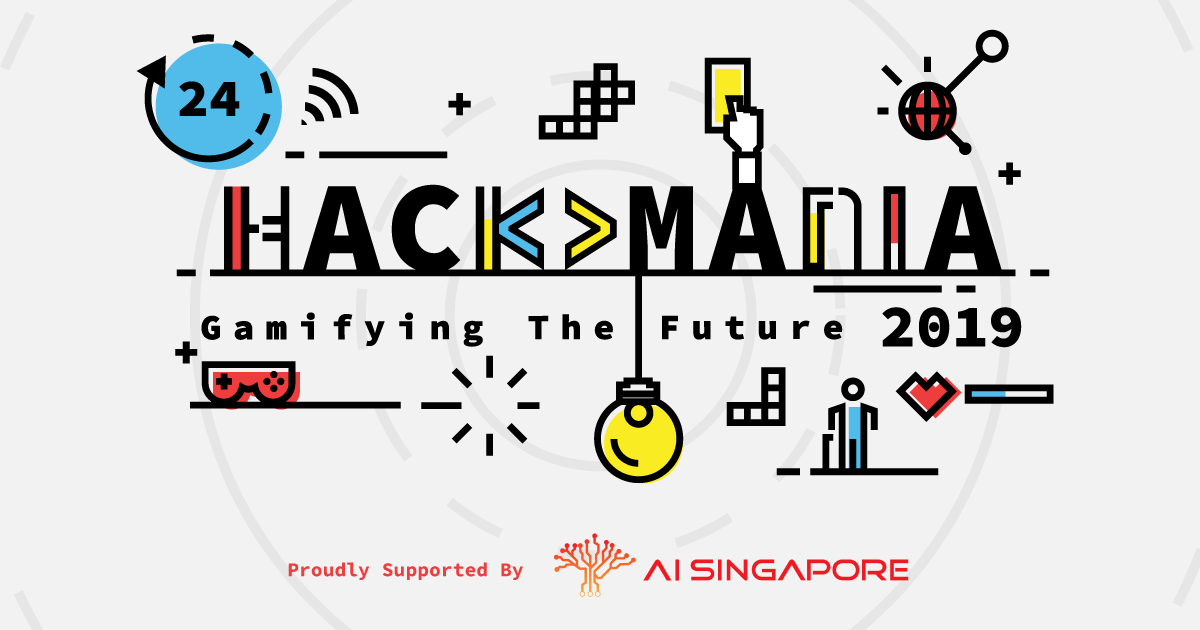 24
HACK<>MANIA
Gamifying The Future 2019
Proudly Supported By AI SINGAPORE